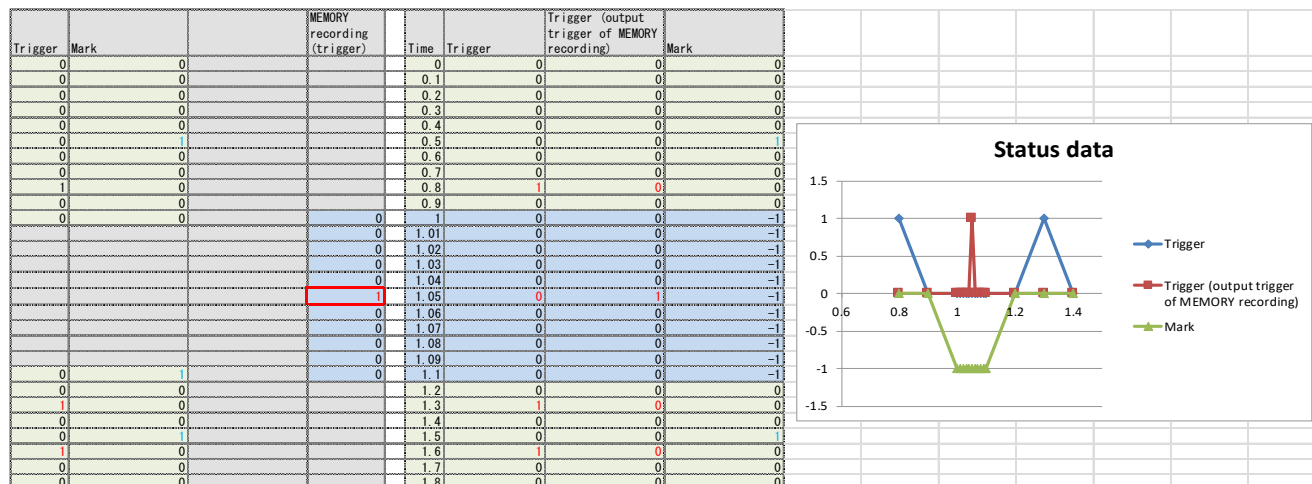 Trigger Mark MEMORY recording (trigger) Time Trigger Trigger (output trigger of MEMORY recording) Mark
0 0 0 0 0 0
0 0 0.1 0 0 0
0 0 0.2 0 0 0
0 0 0.3 0 0 0
0 0 0.4 0 0 0
0 1 0.5 0 0 1
0 0 0.6 0 0 0
0 0 0.7 0 0 0
1 0 0.8 1 0 0
0 0 0.9 0 0 0
0 0 0 1 0 0 -1
0 1.01 0 0 -1
0 1.02 0 0 -1
0 1.03 0 0 -1
0 1.04 0 0 -1
1 1.05 0 1 -1
0 1.06 0 0 -1
0 1.07 0 0 -1
0 1.08 0 0 -1
0 1.09 0 0 -1
0 1 0 1.1 0 0 -1
0 0 1.2 0 0 0
1 0 1.3 1 0 0
0 0 1.4 0 0 0
0 1 1.5 0 0 1
1 0 1.6 1 0 0
0 0 1.7 0 0 0
0 0 1.8 0 0 0
Status data
1.5
1
0.5
0
-0.5
-1
-1.5
0.6 0.8 1 1.2 1.4
Trigger
Trigger (output trigger
of MEMORY recording)
Mark